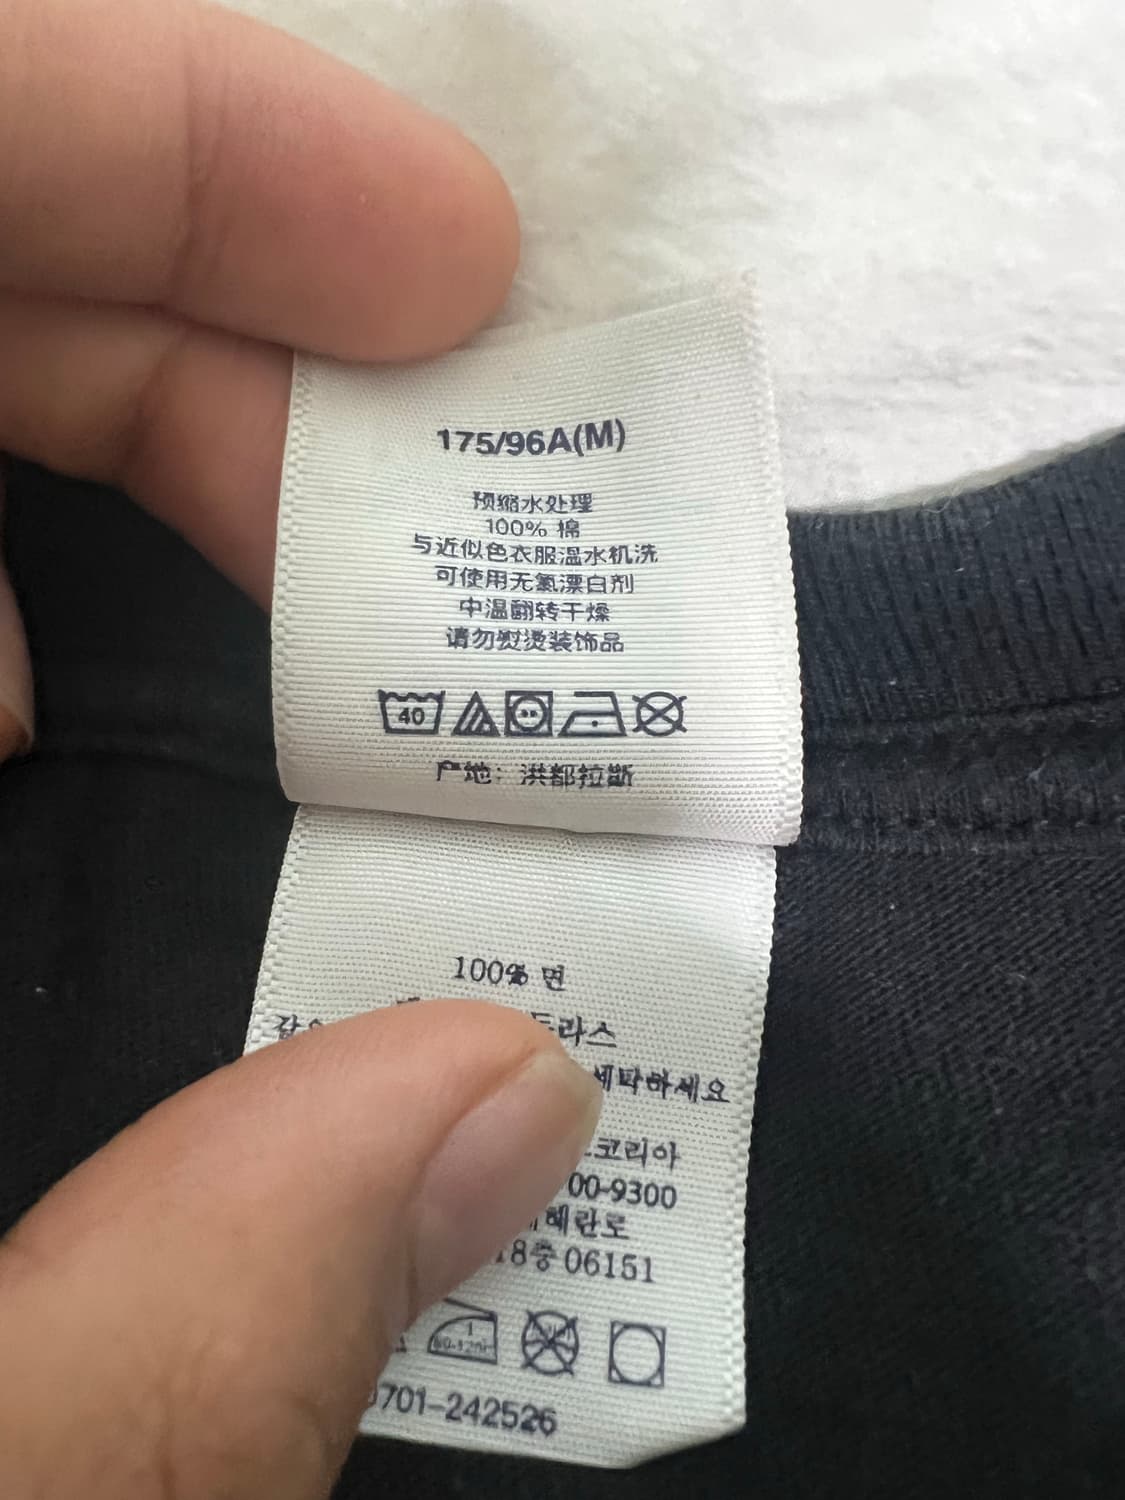 175/96A(M)
预缩水处理
100% 棉
与近似色衣服温水机洗
可使用无氯漂白剂
中温翻转干燥
请勿熨烫装饰品
40
产地：洪都拉斯
100% 면
라스
세탁하세요
코리아
00-9300
헤란로
18층 06151
701-242526